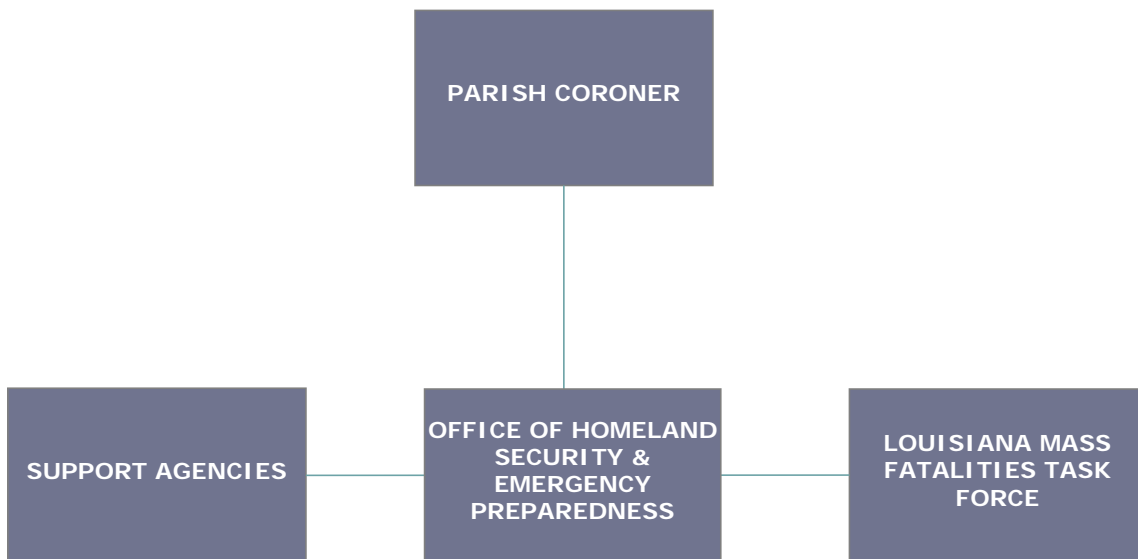 PARISH CORONER
SUPPORT AGENCIES
OFFICE OF HOMELAND
SECURITY &
EMERGENCY
PREPAREDNESS
LOUISIANA MASS
FATALITIES TASK
FORCE